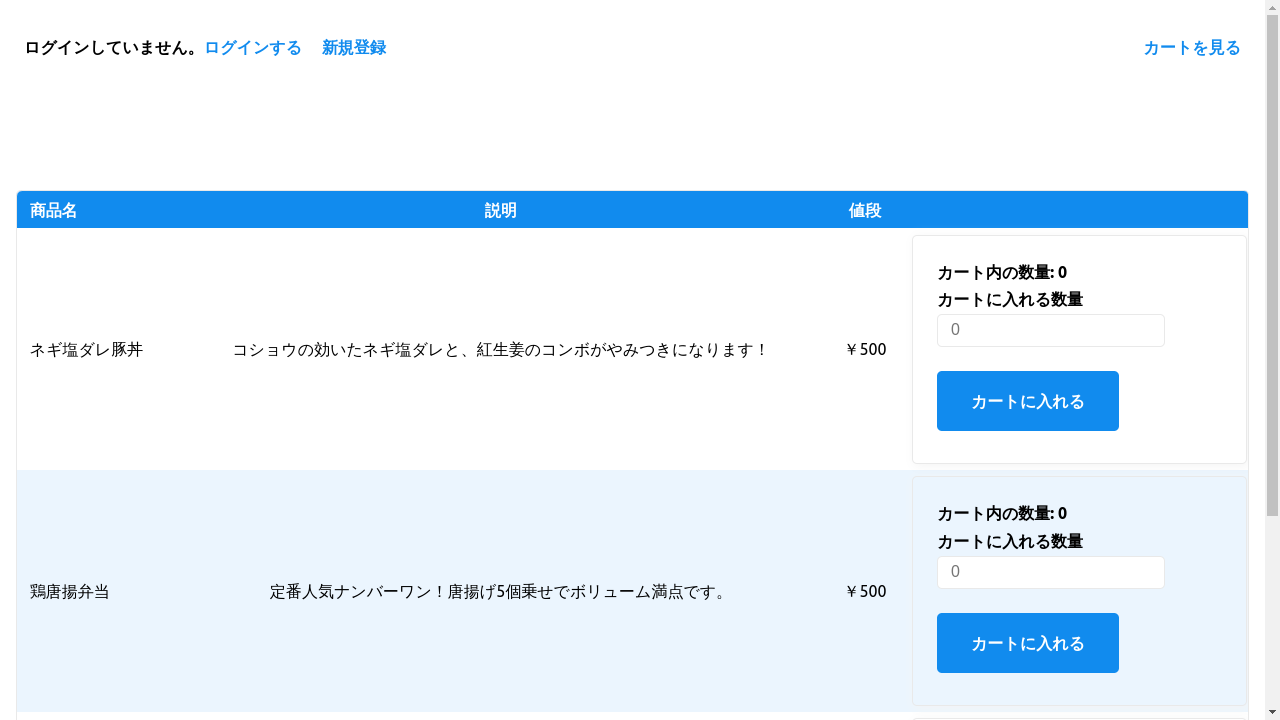 ログインしていません。ログインする 新規登録 カートを見る
商品名 説明 値段
カート内の数量: 0
カートに入れる数量
0
ネギ塩ダレ豚丼 コショウの効いたネギ塩ダレと、紅生姜のコンボがやみつきになります！ ￥500
カートに入れる
カート内の数量: 0
カートに入れる数量
0
鶏唐揚弁当 定番人気ナンバーワン！唐揚げ5個乗せでボリューム満点です。 ￥500
カートに入れる